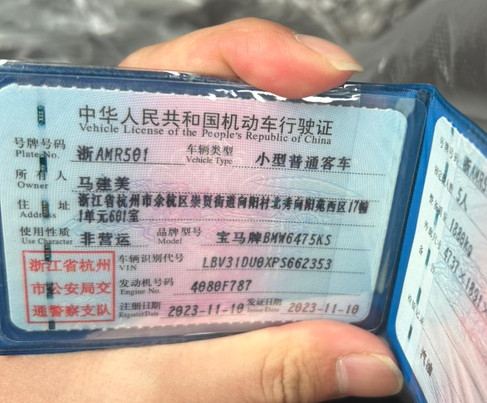 中华人民共和国机动车行驶证
Vehicle License of the People's Republic of China
号牌号码 浙AMR501 车辆类型 小型普通客车
Plate No. Vehicle Type
所有人 马建美
Owner
住址 浙江省杭州市余杭区崇贤街道向阳村北秀向阳苑西区17幢
Address 1单元601室
使用性质 非营运 品牌型号 宝马牌BMW6475KS
Use Character Model
浙江省杭州
市公安局交
通警察支队
车辆识别代号 LBV31DU0XPS662353
VIN
发动机号码 4080F787
Engine No.
注册日期 2023-11-10 发证日期 2023-11-10
Register Date Issue Date
5人